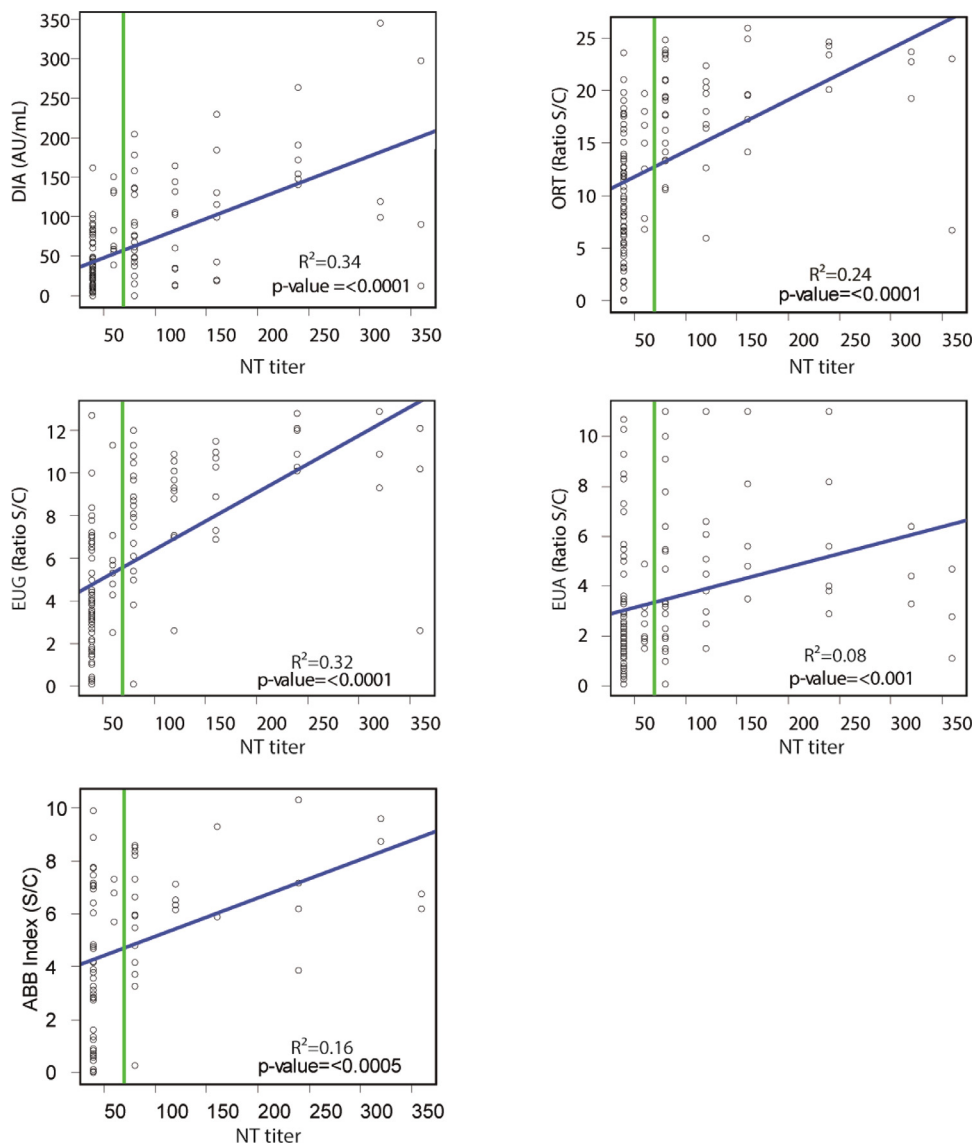 DIA (AU/mL)
350
300
250
200
150
100
50
0
R²=0.34
p-value =<0.0001
50 100 150 200 250 300 350
NT titer
ORT (Ratio S/C)
25
20
15
10
5
0
R²=0.24
p-value=<0.0001
50 100 150 200 250 300 350
NT titer
EUG (Ratio S/C)
12
10
8
6
4
2
0
R²=0.32
p-value=<0.0001
50 100 150 200 250 300 350
NT titer
EUA (Ratio S/C)
10
8
6
4
2
0
R²=0.08
p-value=<0.001
50 100 150 200 250 300 350
NT titer
ABB Index (S/C)
10
8
6
4
2
0
R²=0.16
p-value=<0.0005
50 100 150 200 250 300 350
NT titer